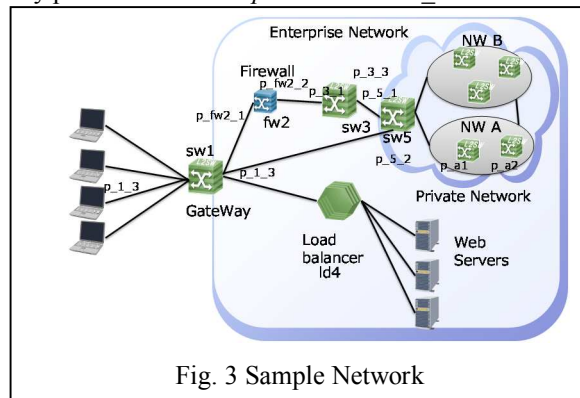 Enterprise Network
NW B
Firewall
p_fw2_2
p_3_1
p_3_3
p_5_1
p_fw2_1
fw2
sw3
sw5
NW A
p_a1
p_a2
sw1
p_5_2
p_1_3
p_1_3
Private Network
GateWay
Load
balancer
ld4
Web
Servers
Fig. 3 Sample Network